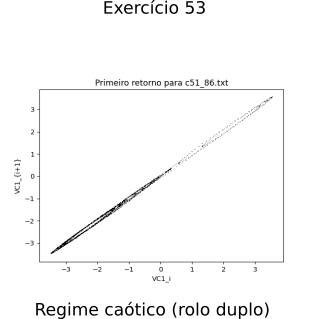 Exercício 53
Primeiro retorno para c51_86.txt
VC1_{i+1}
3
2
1
0
−1
−2
−3
−3 −2 −1 0 1 2 3
VC1_i
Regime caótico (rolo duplo)